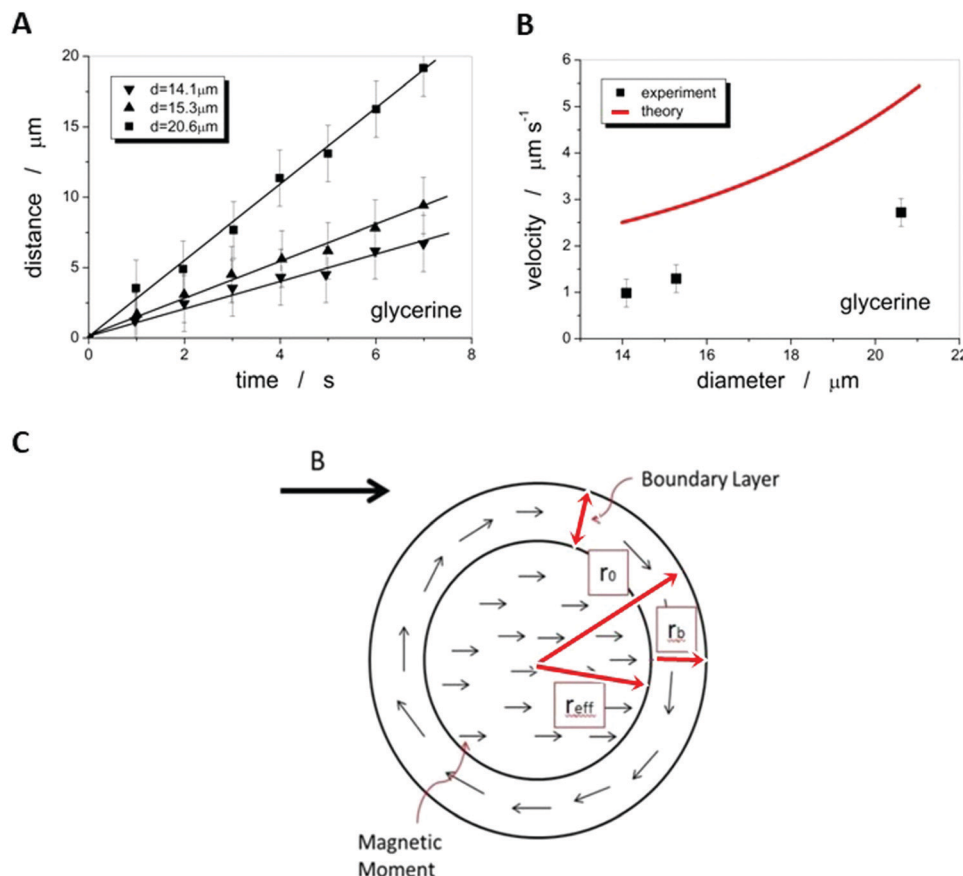 A
distance / μm
20
15
10
5
0
d=14.1μm
d=15.3μm
d=20.6μm
glycerine
0 2 4 6 8
time / s
B
velocity / μm s⁻¹
6
5
4
3
2
1
0
experiment
theory
glycerine
14 16 18 20 22
diameter / μm
C
B
Boundary Layer
r₀
r_b
r_eff
Magnetic
Moment